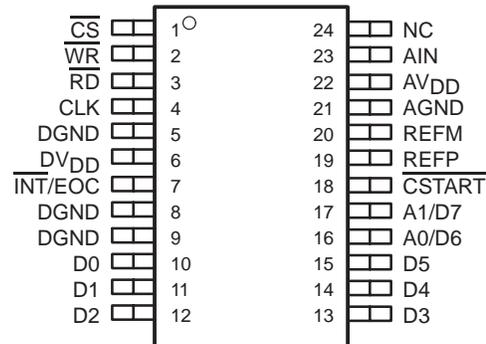 CS 1 24 NC
WR 2 23 AIN
RD 3 22 AVDD
CLK 4 21 AGND
DGND 5 20 REFM
DVDD 6 19 REFP
INT/EOC 7 18 CSTART
DGND 8 17 A1/D7
DGND 9 16 A0/D6
D0 10 15 D5
D1 11 14 D4
D2 12 13 D3